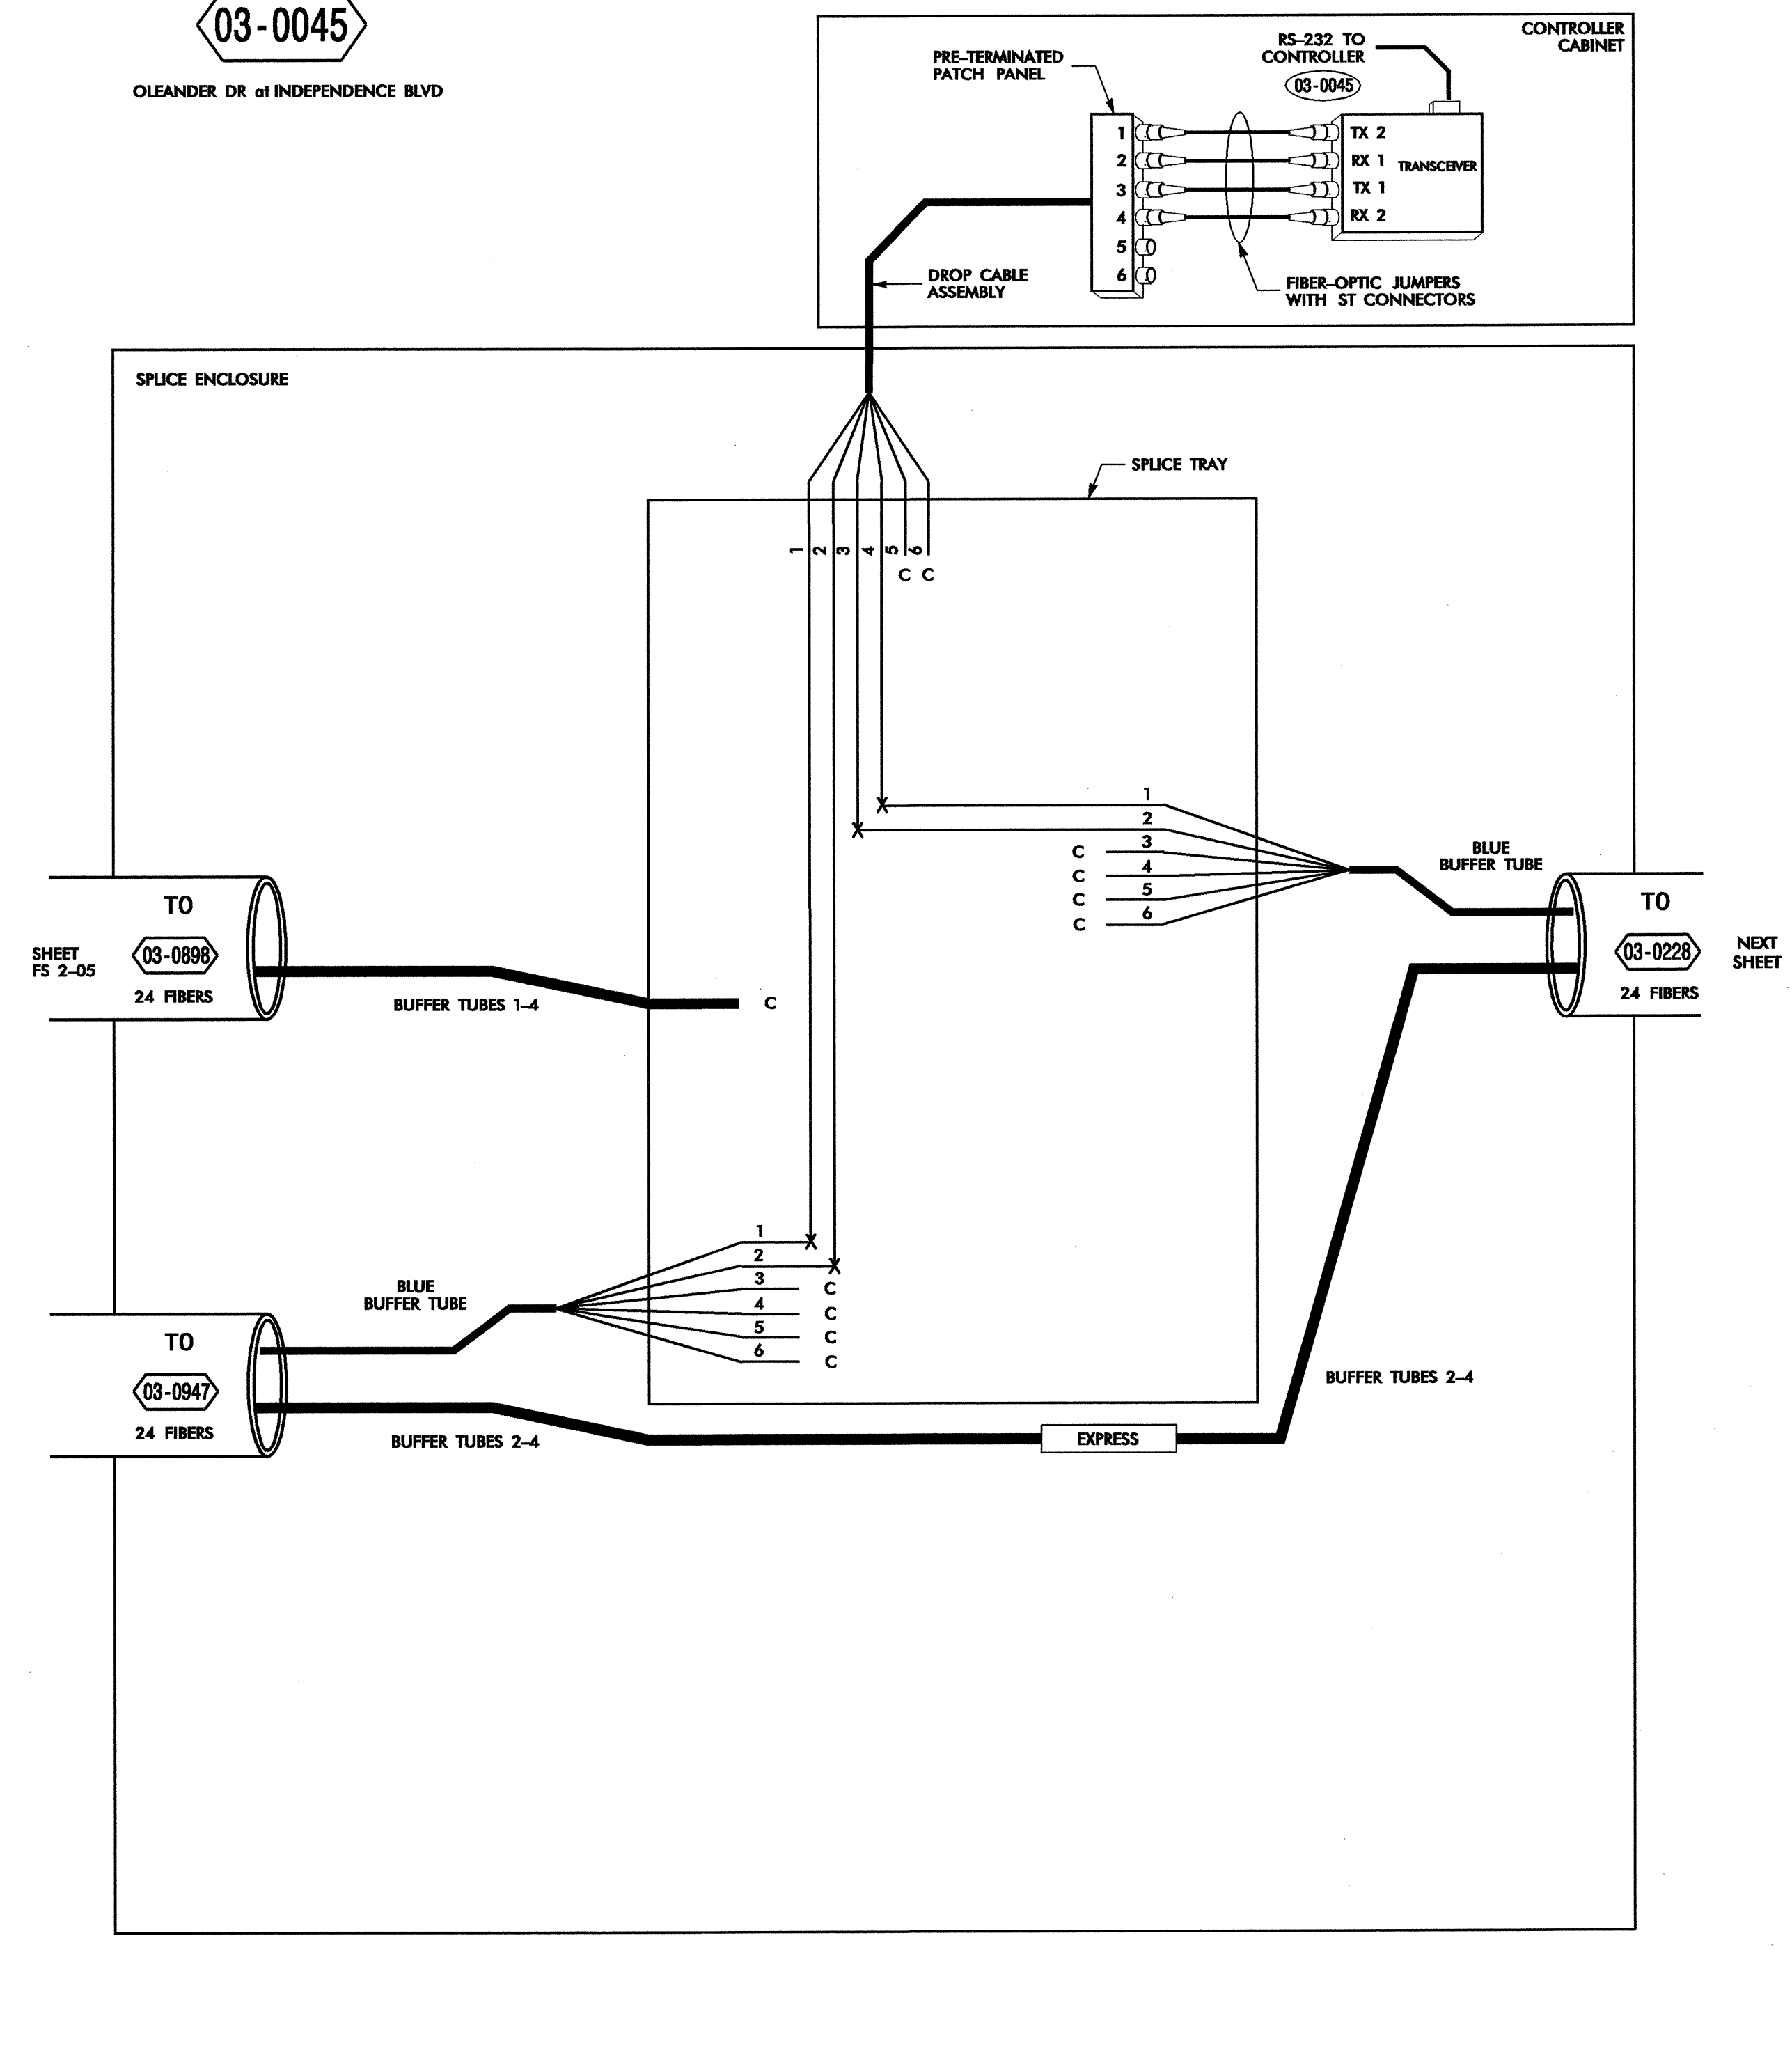 03-0045
OLEANDER DR at INDEPENDENCE BLVD
CONTROLLER
CABINET
RS-232 TO
CONTROLLER
03-0045
PRE-TERMINATED
PATCH PANEL
1
2
3
4
5
6
TX 2
RX 1
TX 1
RX 2
TRANSCEIVER
DROP CABLE
ASSEMBLY
FIBER-OPTIC JUMPERS
WITH ST CONNECTORS
SPLICE ENCLOSURE
SPLICE TRAY
1 2 3 4 5 6
C C
1
2
C 3
C 4
C 5
C 6
BLUE
BUFFER TUBE
TO
03-0898
24 FIBERS
SHEET
FS 2-05
BUFFER TUBES 1-4
C
TO
03-0228
24 FIBERS
NEXT
SHEET
1
2
3 C
4 C
5 C
6 C
BLUE
BUFFER TUBE
TO
03-0947
24 FIBERS
BUFFER TUBES 2-4
EXPRESS
BUFFER TUBES 2-4